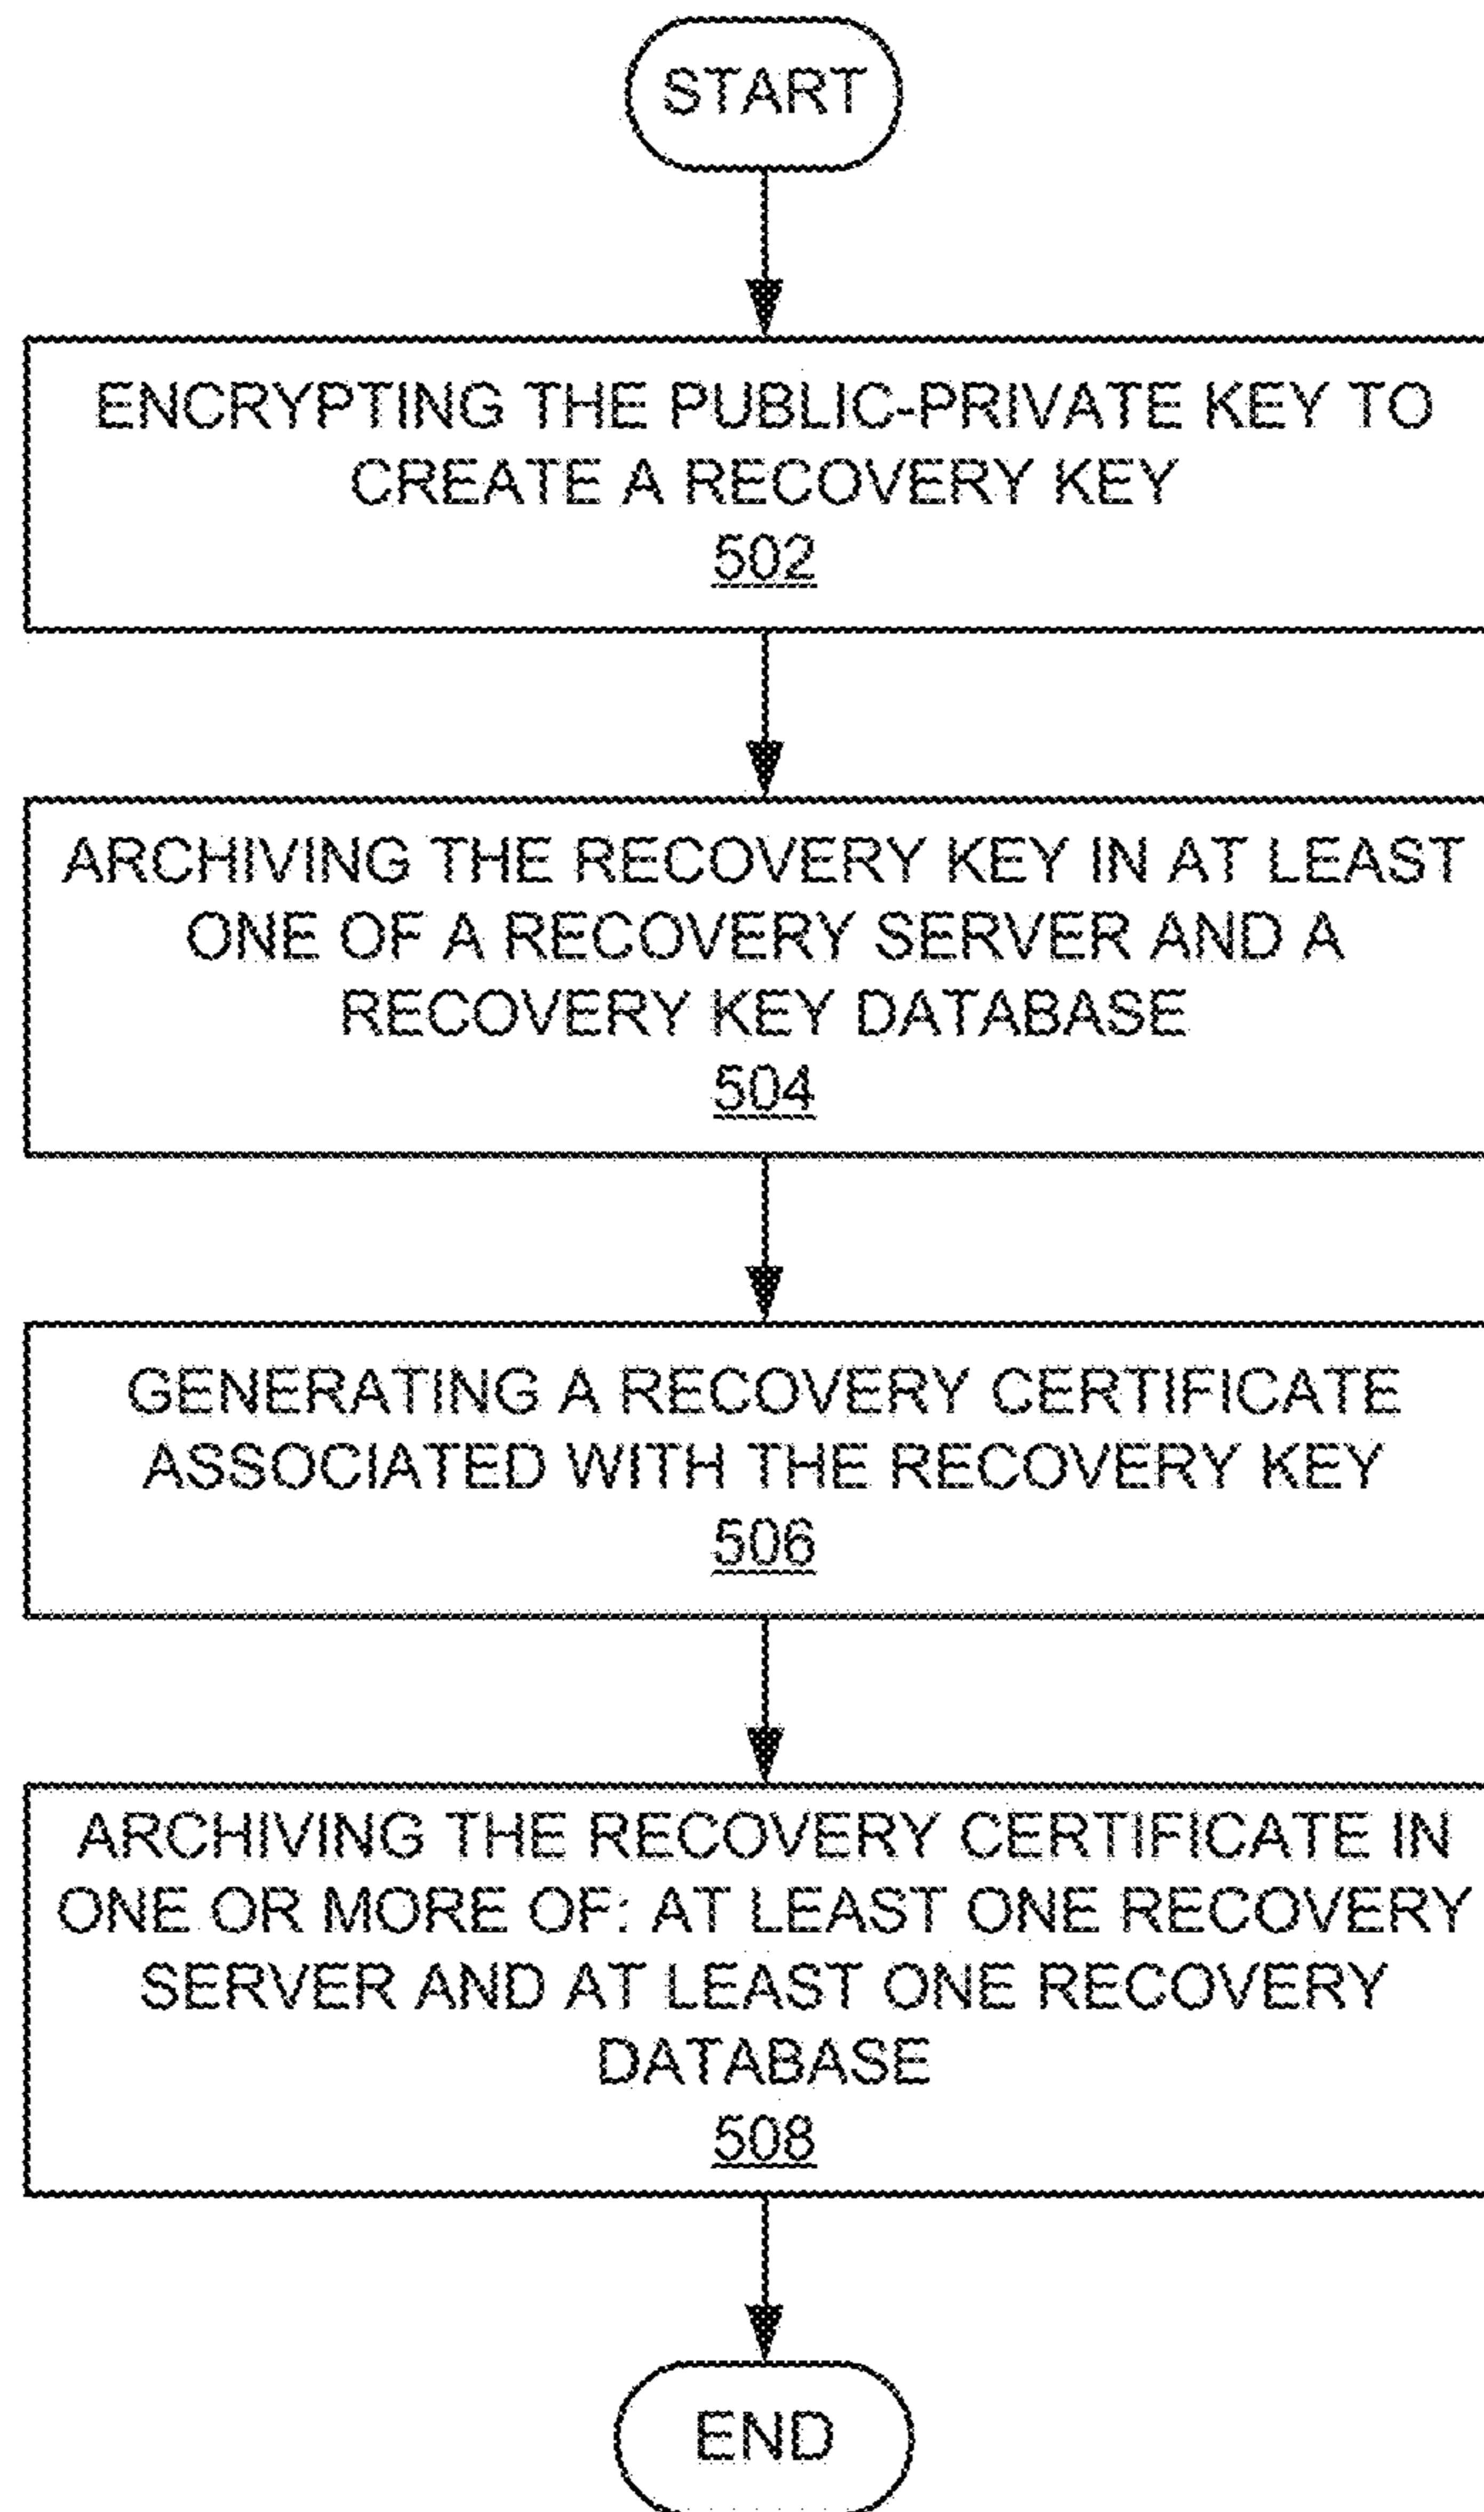 START
ENCRYPTING THE PUBLIC-PRIVATE KEY TO
CREATE A RECOVERY KEY
502
ARCHIVING THE RECOVERY KEY IN AT LEAST
ONE OF A RECOVERY SERVER AND A
RECOVERY KEY DATABASE
504
GENERATING A RECOVERY CERTIFICATE
ASSOCIATED WITH THE RECOVERY KEY
506
ARCHIVING THE RECOVERY CERTIFICATE IN
ONE OR MORE OF: AT LEAST ONE RECOVERY
SERVER AND AT LEAST ONE RECOVERY
DATABASE
508
END